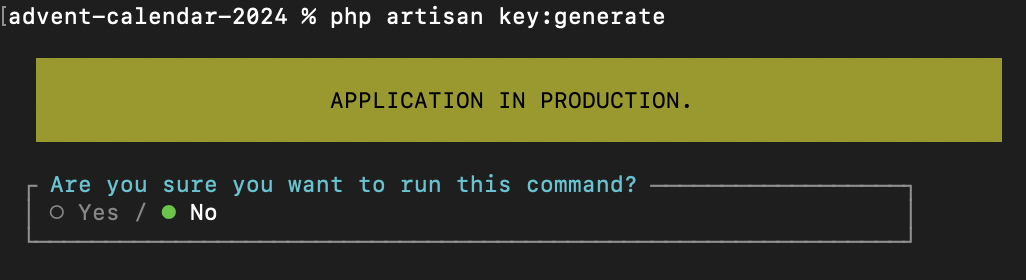 [advent-calendar-2024 % php artisan key:generate
APPLICATION IN PRODUCTION.
Are you sure you want to run this command?
○ Yes / ● No